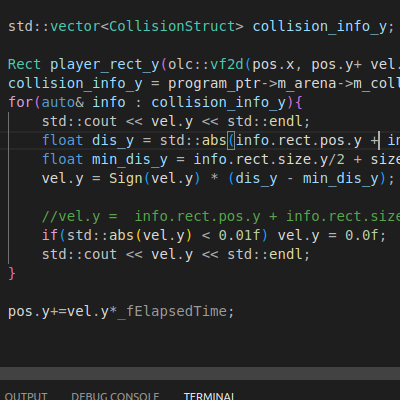 std::vector<CollisionStruct> collision_info_y;
Rect player_rect_y(olc::vf2d(pos.x, pos.y+ vel.
collision_info_y = program_ptr->m_arena->m_coll
for(auto& info : collision_info_y){
std::cout << vel.y << std::endl;
float dis_y = std::abs(info.rect.pos.y + in
float min_dis_y = info.rect.size.y/2 + size
vel.y = Sign(vel.y) * (dis_y - min_dis_y);
//vel.y =  info.rect.pos.y + info.rect.size
if(std::abs(vel.y) < 0.01f) vel.y = 0.0f;
std::cout << vel.y << std::endl;
}
pos.y+=vel.y*_fElapsedTime;
OUTPUT DEBUG CONSOLE TERMINAL